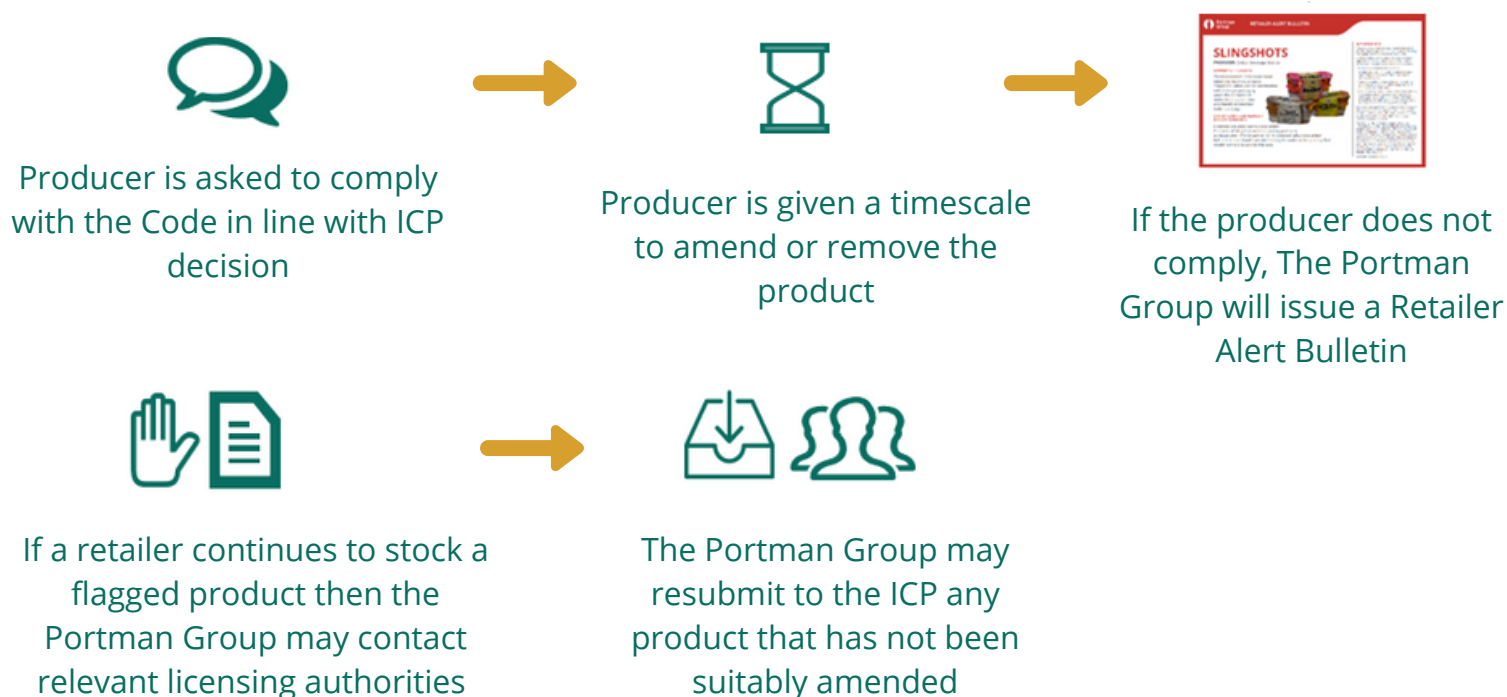 Producer is asked to comply
with the Code in line with ICP
decision
Producer is given a timescale
to amend or remove the
product
RETAILER ALERT BULLETIN
SLINGSHOTS
If the producer does not
comply, The Portman
Group will issue a Retailer
Alert Bulletin
If a retailer continues to stock a
flagged product then the
Portman Group may contact
relevant licensing authorities
The Portman Group may
resubmit to the ICP any
product that has not been
suitably amended